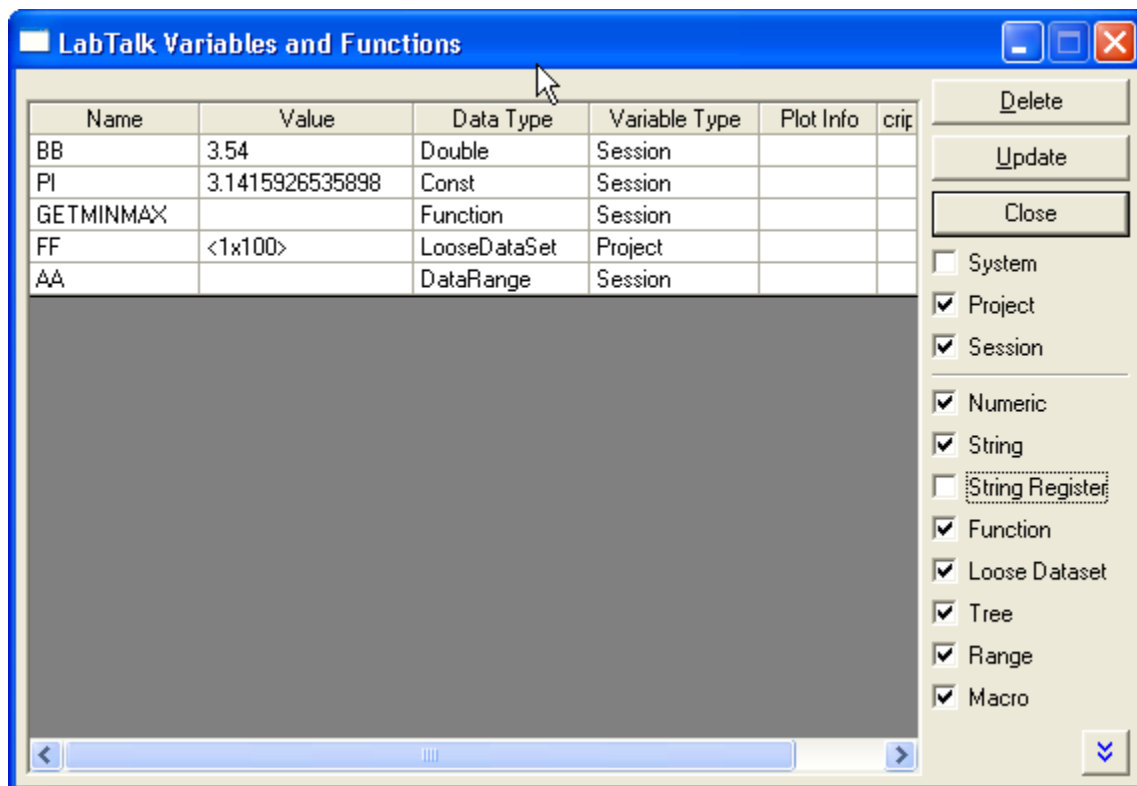 LabTalk Variables and Functions
Name Value Data Type Variable Type Plot Info crip
BB 3.54 Double Session
PI 3.1415926535898 Const Session
GETMINMAX Function Session
FF <1x100> LooseDataSet Project
AA DataRange Session
Delete
Update
Close
System
Project
Session
Numeric
String
String Register
Function
Loose Dataset
Tree
Range
Macro